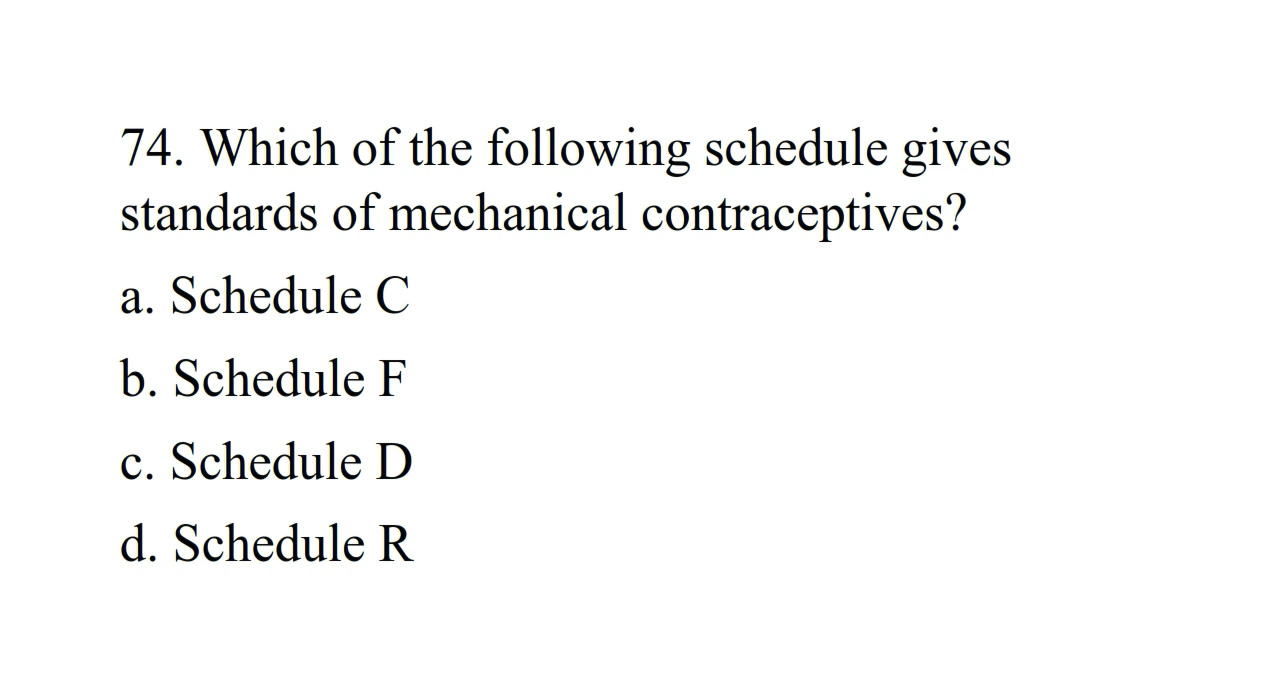 74. Which of the following schedule gives
standards of mechanical contraceptives?
a. Schedule C
b. Schedule F
c. Schedule D
d. Schedule R